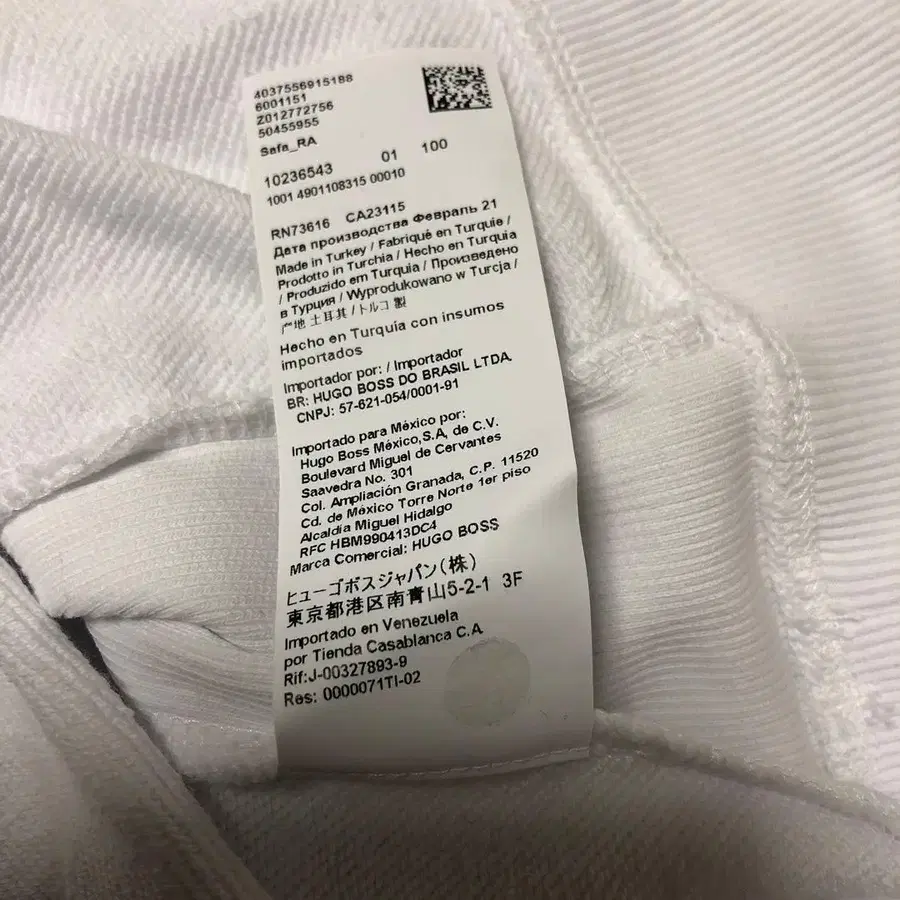 4037556915188
6001151
Z012772756
50455955
Safa_RA
10236543 01 100
1001 4901108315 00010
RN73616 CA23115
Дата производства Февраль 21
Made in Turkey / Fabriqué en Turquie /
Prodotto in Turchia / Hecho en Turquia
/ Produzido em Turquia / Произведено
в Турции / Wyprodukowano w Turcja /
产地 土耳其 / トルコ 製
Hecho en Turquía con insumos
importados
Importador por: / Importador
BR: HUGO BOSS DO BRASIL LTDA.
CNPJ: 57-621-054/0001-91
Importado para México por:
Hugo Boss México,S.A, de C.V.
Boulevard Miguel de Cervantes
Saavedra No. 301
Col. Ampliación Granada, C.P. 11520
Cd. de México Torre Norte 1er piso
Alcaldía Miguel Hidalgo
RFC HBM990413DC4
Marca Comercial: HUGO BOSS
ヒューゴボスジャパン(株)
東京都港区南青山5-2-1 3F
Importado en Venezuela
por Tienda Casablanca C.A
Rif:J-00327893-9
Res: 0000071TI-02